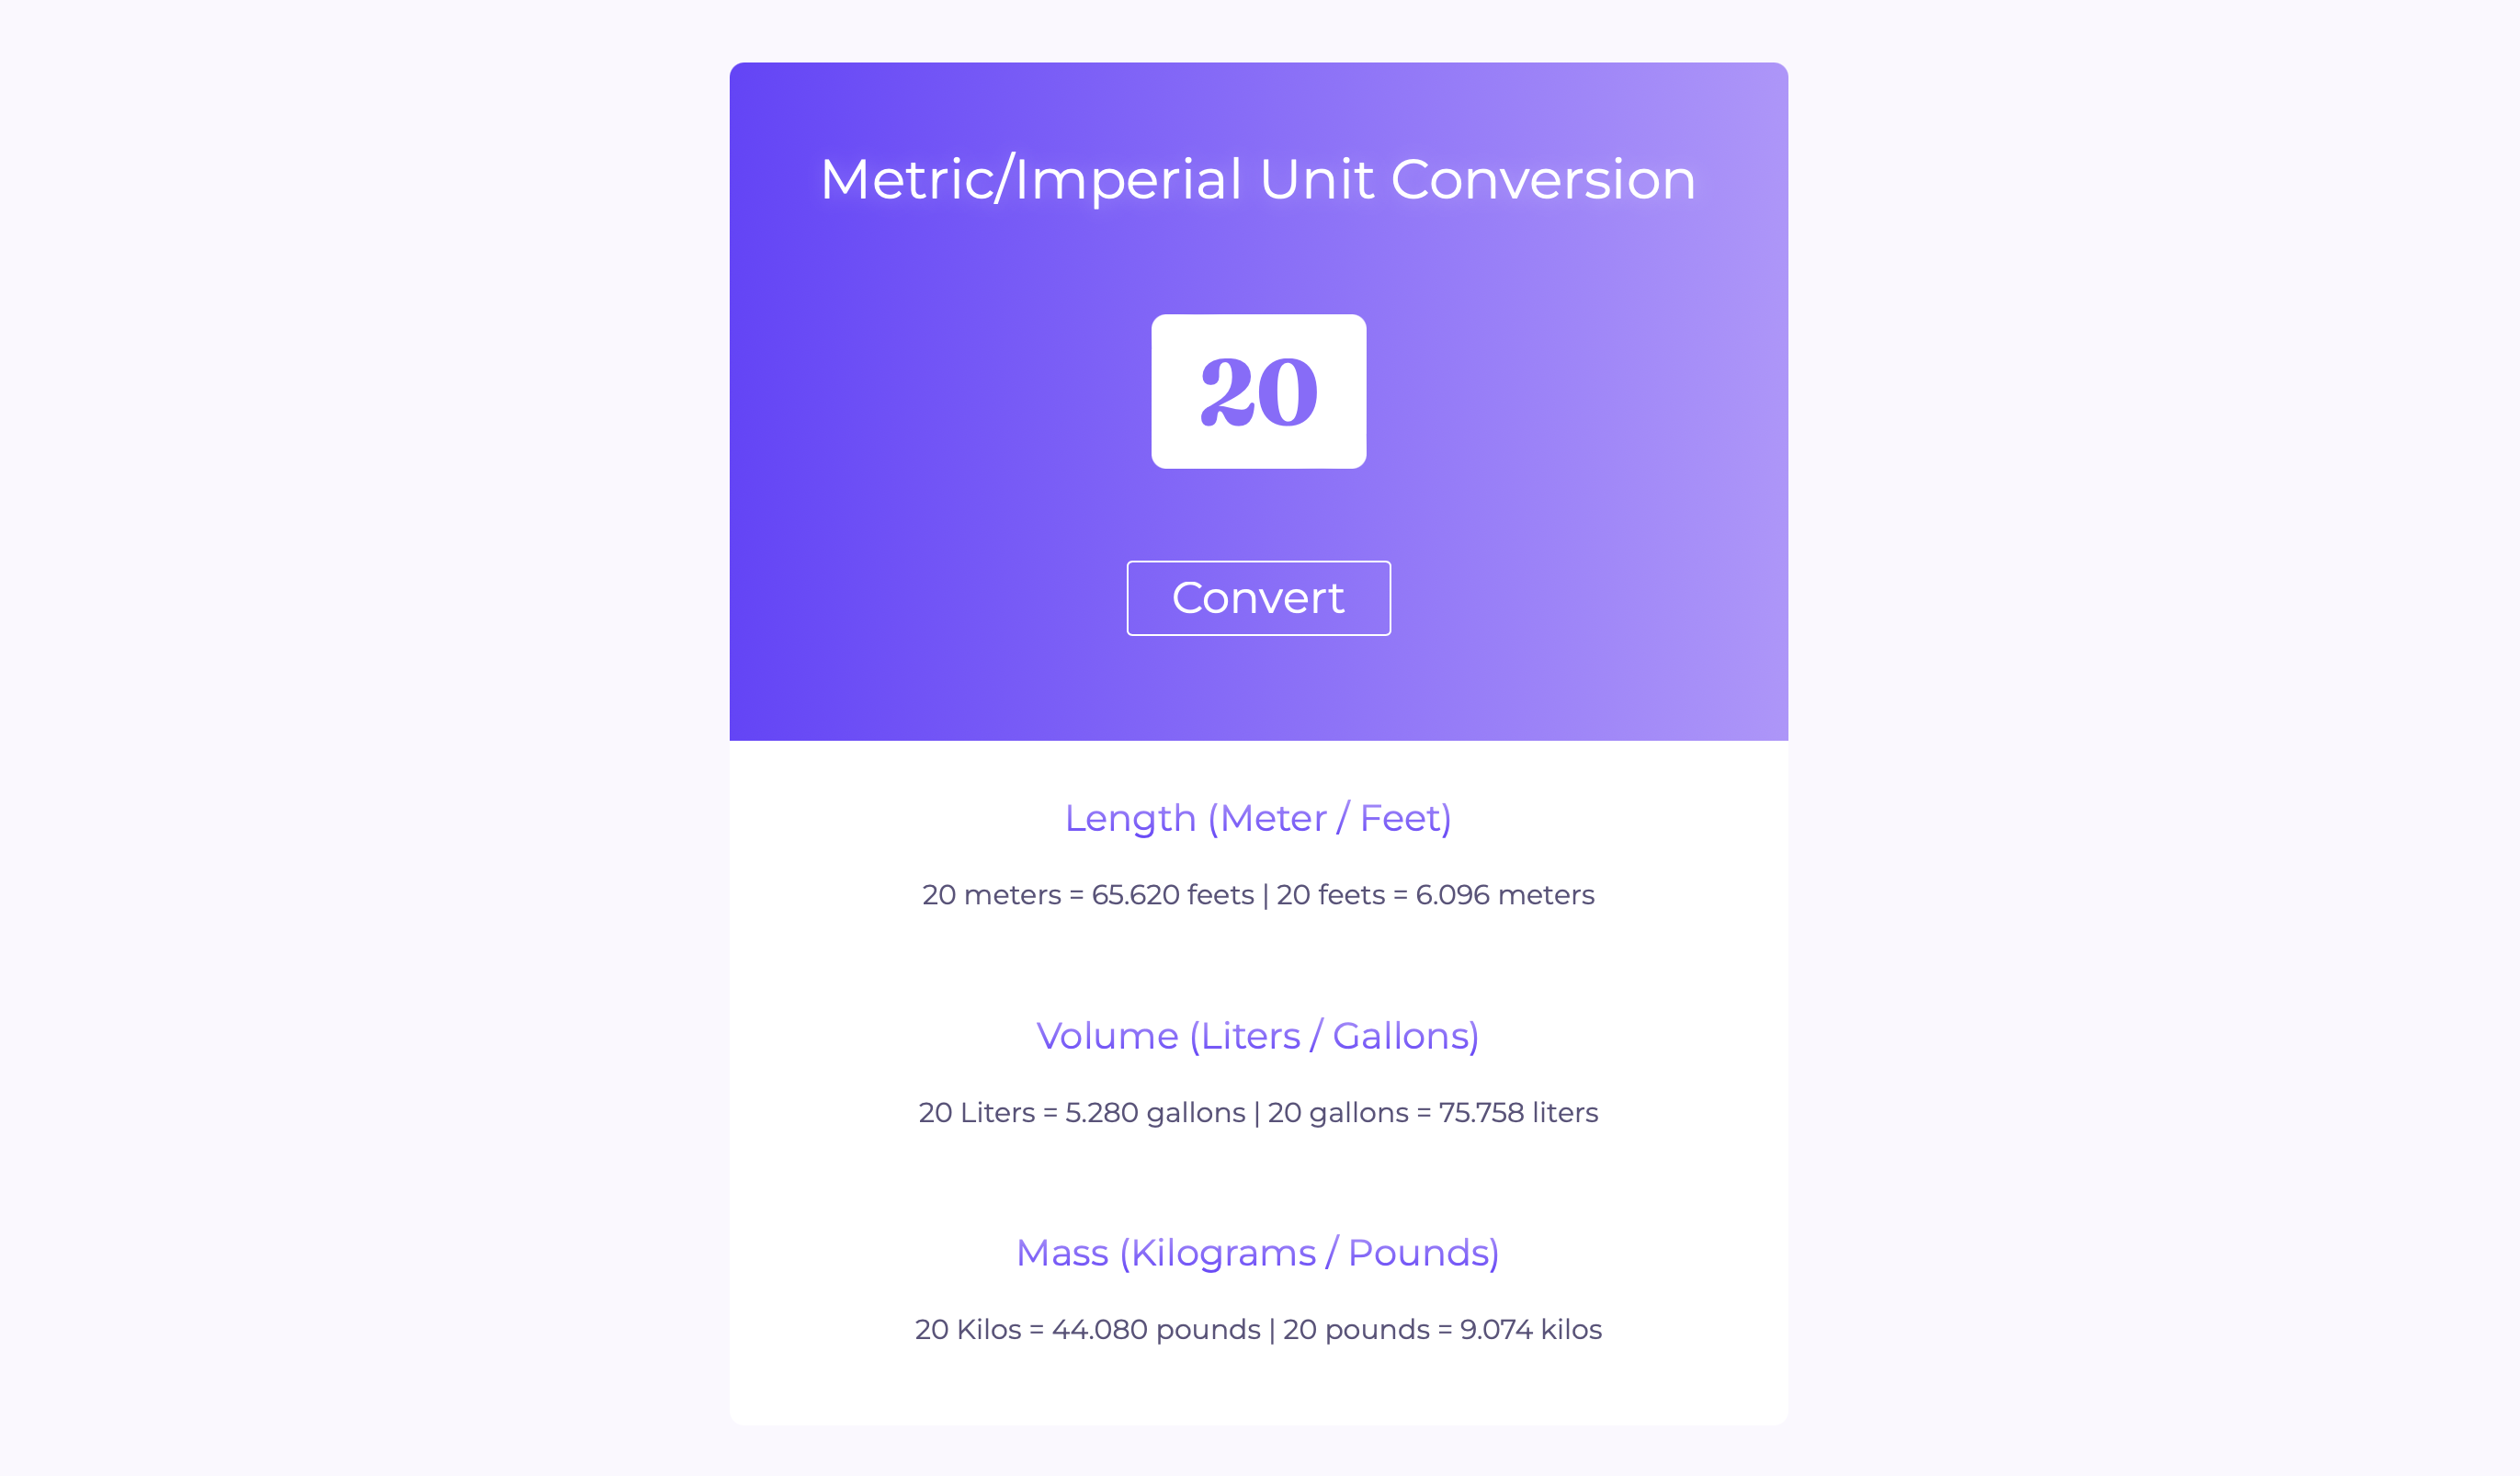 Metric/Imperial Unit Conversion
20
Convert
Length (Meter / Feet)
20 meters = 65.620 feets | 20 feets = 6.096 meters
Volume (Liters / Gallons)
20 Liters = 5.280 gallons | 20 gallons = 75.758 liters
Mass (Kilograms / Pounds)
20 Kilos = 44.080 pounds | 20 pounds = 9.074 kilos